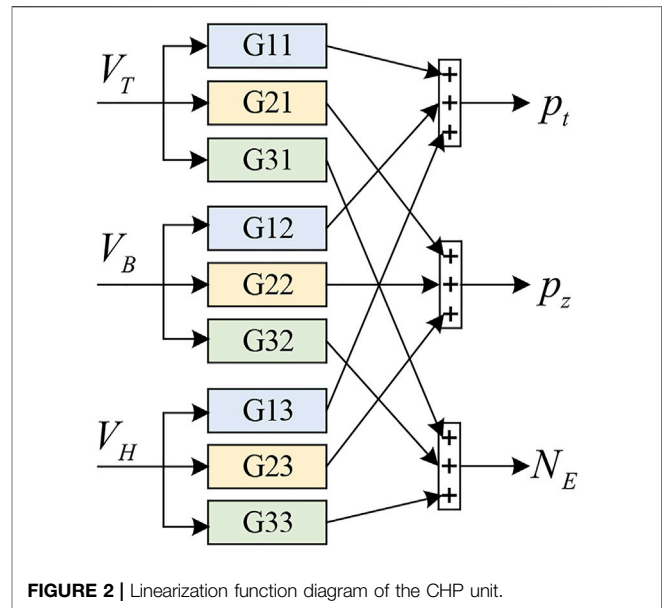 G11
V_T
G21
+
+
+
p_t
G31
G12
V_B
G22
+
+
+
p_z
G32
G13
V_H
G23
+
+
+
N_E
G33
FIGURE 2 | Linearization function diagram of the CHP unit.